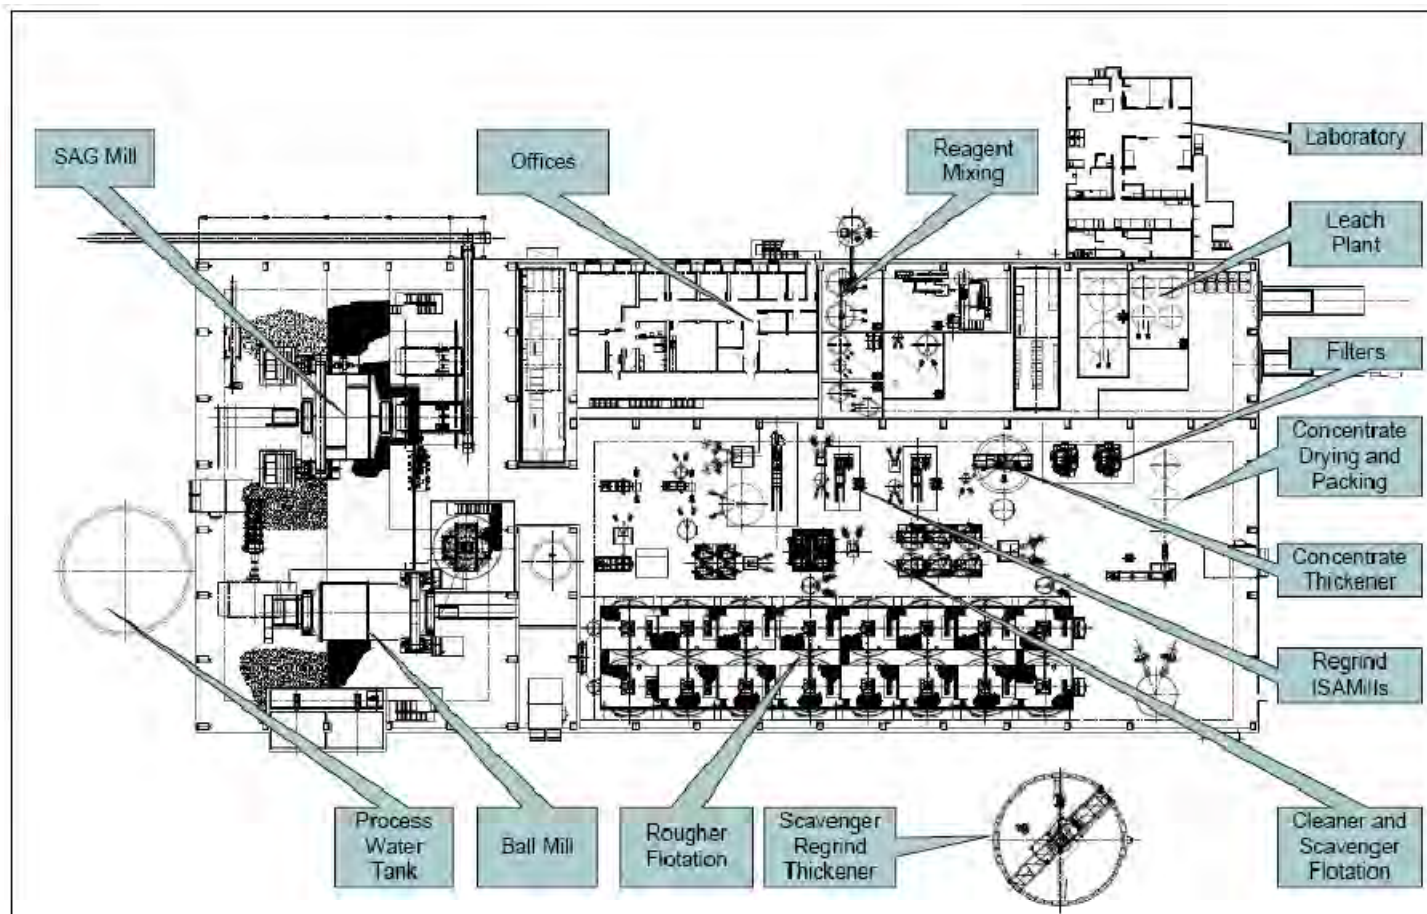 SAG Mill
Offices
Reagent
Mixing
Laboratory
Leach
Plant
Filters
Concentrate
Drying and
Packing
Concentrate
Thickener
Regrind
ISAMills
Process
Water
Tank
Ball Mill
Rougher
Flotation
Scavenger
Regrind
Thickener
Cleaner and
Scavenger
Flotation